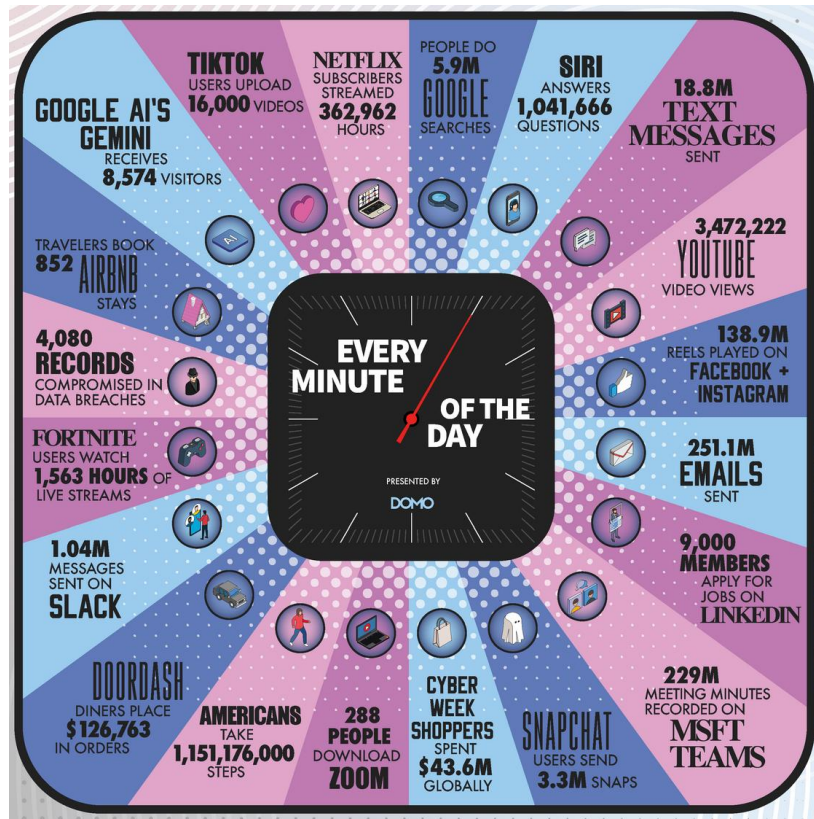 EVERY
MINUTE
OF THE
DAY
PRESENTED BY
DOMO
PEOPLE DO
5.9M
GOOGLE
SEARCHES
SIRI
ANSWERS
1,041,666
QUESTIONS
18.8M
TEXT
MESSAGES
SENT
3,472,222
YOUTUBE
VIDEO VIEWS
138.9M
REELS PLAYED ON
FACEBOOK +
INSTAGRAM
251.1M
EMAILS
SENT
9,000
MEMBERS
APPLY FOR
JOBS ON
LINKEDIN
229M
MEETING MINUTES
RECORDED ON
MSFT
TEAMS
SNAPCHAT
USERS SEND
3.3M SNAPS
CYBER
WEEK
SHOPPERS
SPENT
$43.6M
GLOBALLY
288
PEOPLE
DOWNLOAD
ZOOM
AMERICANS
TAKE
1,151,176,000
STEPS
DOORDASH
DINERS PLACE
$126,763
IN ORDERS
1.04M
MESSAGES
SENT ON
SLACK
FORTNITE
USERS WATCH
1,563 HOURS OF
LIVE STREAMS
4,080
RECORDS
COMPROMISED IN
DATA BREACHES
TRAVELERS BOOK
852 AIRBNB
STAYS
GOOGLE AI'S
GEMINI
RECEIVES
8,574 VISITORS
TIKTOK
USERS UPLOAD
16,000 VIDEOS
NETFLIX
SUBSCRIBERS
STREAMED
362,962
HOURS
AI